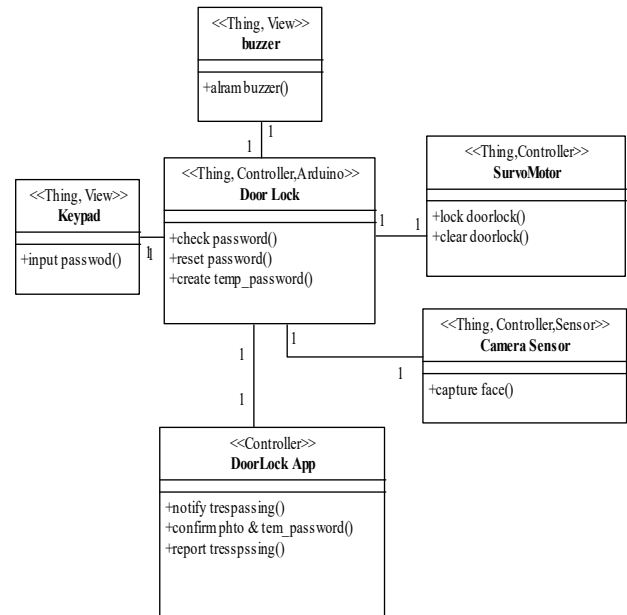 <<Thing, View>>
buzzer
+alram buzzer()
1
1
<<Thing, Controller,Arduino>>
Door Lock
+check password()
+reset password()
+create temp_password()
<<Thing, View>>
Keypad
+input passwod()
1
1
<<Thing,Controller>>
SurvoMotor
+lock doorlock()
+clear doorlock()
1
1
<<Thing, Controller,Sensor>>
Camera Sensor
+capture face()
1
1
1
1
<<Controller>>
DoorLock App
+notify trespassing()
+confirm phto & tem_password()
+report tresspssing()